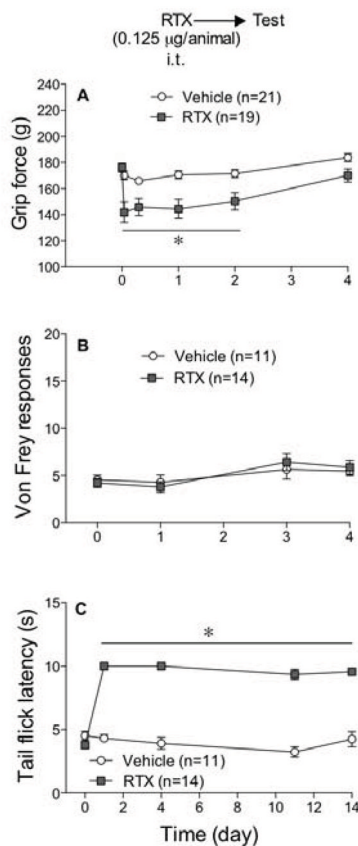 RTX → Test
(0.125 µg/animal)
i.t.
A
Vehicle (n=21)
RTX (n=19)
Grip force (g)
200
180
160
140
120
100
*
0 1 2 3 4
B
Vehicle (n=11)
RTX (n=14)
Von Frey responses
20
15
10
5
0
0 1 2 3 4
C
*
Tail flick latency (s)
15
10
5
0
Vehicle (n=11)
RTX (n=14)
0 2 4 6 8 10 12 14
Time (day)